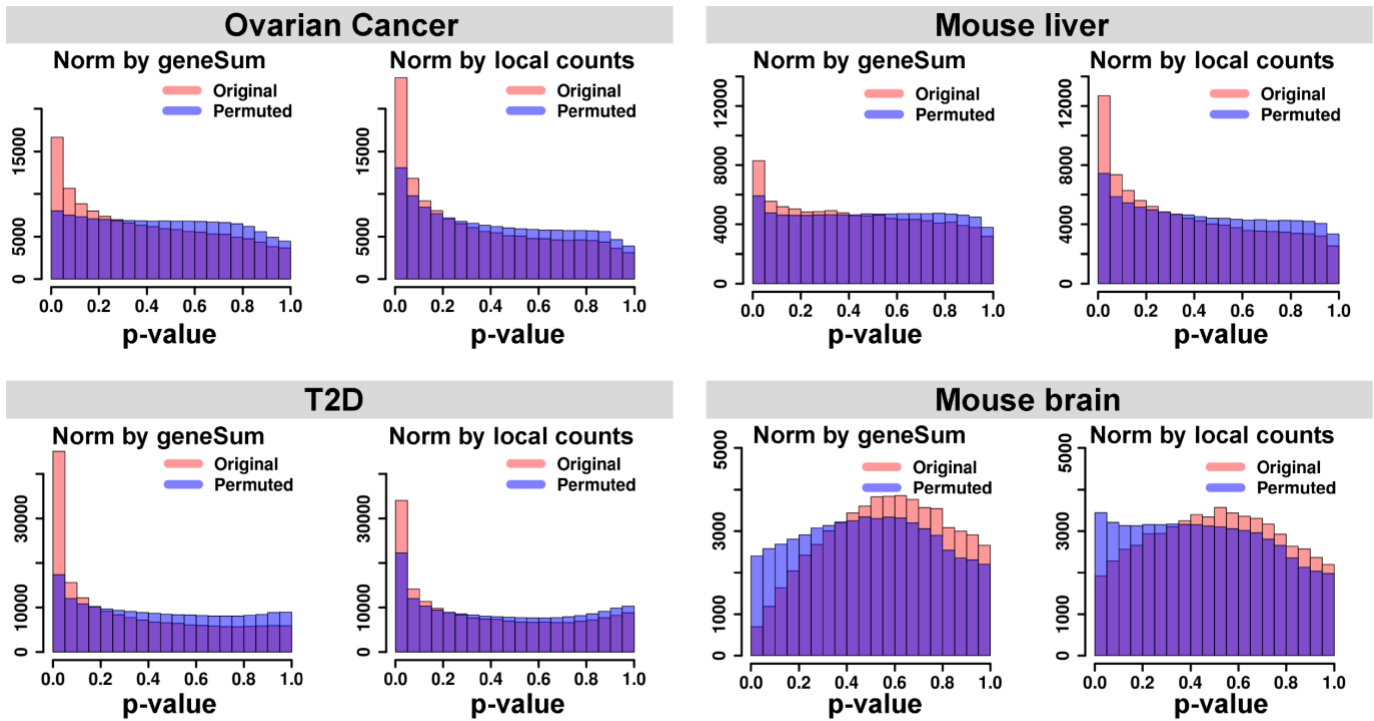 Ovarian Cancer
Norm by geneSum
Original
Permuted
0 5000 15000
0.0 0.2 0.4 0.6 0.8 1.0
p-value
Norm by local counts
Original
Permuted
0 5000 15000
0.0 0.2 0.4 0.6 0.8 1.0
p-value
Mouse liver
Norm by geneSum
Original
Permuted
0 4000 8000 12000
0.0 0.2 0.4 0.6 0.8 1.0
p-value
Norm by local counts
Original
Permuted
0 4000 8000 12000
0.0 0.2 0.4 0.6 0.8 1.0
p-value
T2D
Norm by geneSum
Original
Permuted
0 10000 30000
0.0 0.2 0.4 0.6 0.8 1.0
p-value
Norm by local counts
Original
Permuted
0 10000 30000
0.0 0.2 0.4 0.6 0.8 1.0
p-value
Mouse brain
Norm by geneSum
Original
Permuted
0 1000 3000 5000
0.0 0.2 0.4 0.6 0.8 1.0
p-value
Norm by local counts
Original
Permuted
0 1000 3000 5000
0.0 0.2 0.4 0.6 0.8 1.0
p-value